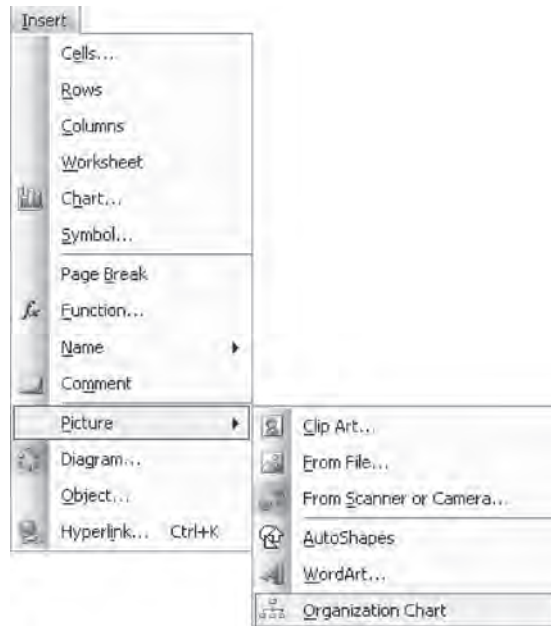 Insert
Cells...
Rows
Columns
Worksheet
Chart...
Symbol...
Page Break
fx Function...
Name
Comment
Picture
Clip Art...
Diagram...
From File...
Object...
From Scanner or Camera...
Hyperlink... Ctrl+K
AutoShapes
WordArt...
Organization Chart